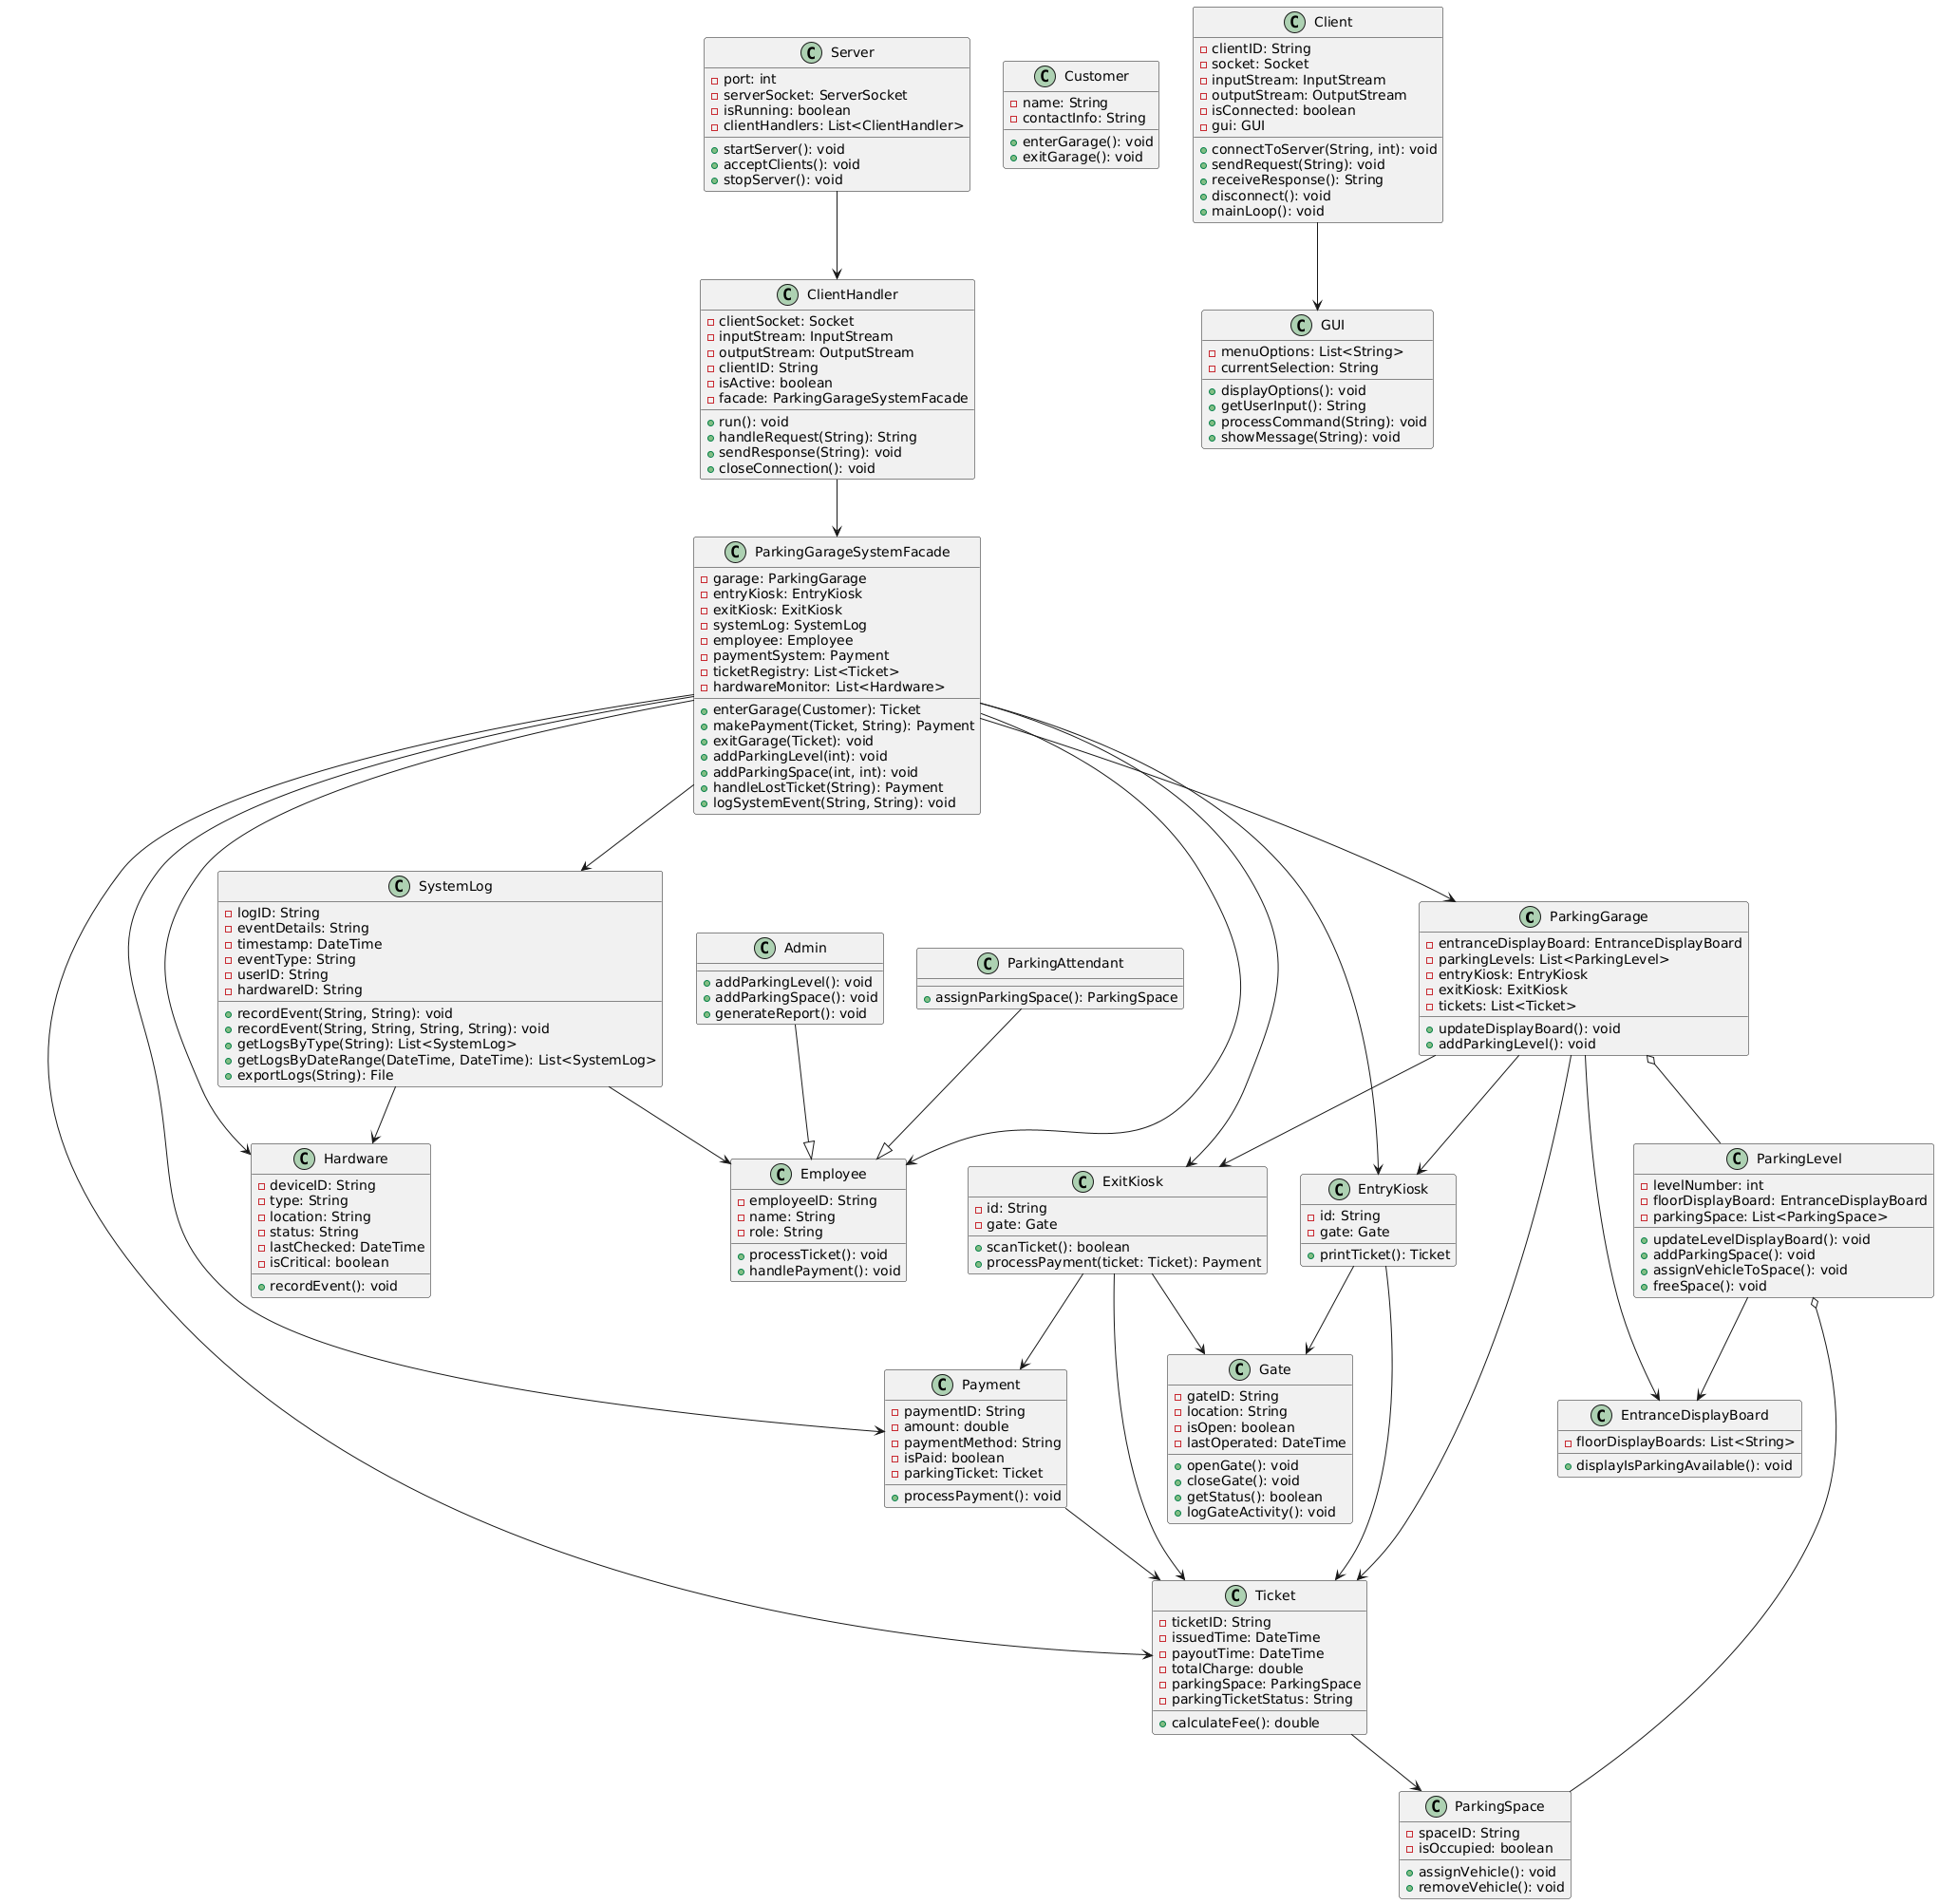 Server
port: int
serverSocket: ServerSocket
isRunning: boolean
clientHandlers: List<ClientHandler>
startServer(): void
acceptClients(): void
stopServer(): void
Customer
name: String
contactInfo: String
enterGarage(): void
exitGarage(): void
Client
clientID: String
socket: Socket
inputStream: InputStream
outputStream: OutputStream
isConnected: boolean
gui: GUI
connectToServer(String, int): void
sendRequest(String): void
receiveResponse(): String
disconnect(): void
mainLoop(): void
ClientHandler
clientSocket: Socket
inputStream: InputStream
outputStream: OutputStream
clientID: String
isActive: boolean
facade: ParkingGarageSystemFacade
run(): void
handleRequest(String): String
sendResponse(String): void
closeConnection(): void
GUI
menuOptions: List<String>
currentSelection: String
displayOptions(): void
getUserInput(): String
processCommand(String): void
showMessage(String): void
ParkingGarageSystemFacade
garage: ParkingGarage
entryKiosk: EntryKiosk
exitKiosk: ExitKiosk
systemLog: SystemLog
employee: Employee
paymentSystem: Payment
ticketRegistry: List<Ticket>
hardwareMonitor: List<Hardware>
enterGarage(Customer): Ticket
makePayment(Ticket, String): Payment
exitGarage(Ticket): void
addParkingLevel(int): void
addParkingSpace(int, int): void
handleLostTicket(String): Payment
logSystemEvent(String, String): void
SystemLog
logID: String
eventDetails: String
timestamp: DateTime
eventType: String
userID: String
hardwareID: String
recordEvent(String, String): void
recordEvent(String, String, String, String): void
getLogsByType(String): List<SystemLog>
getLogsByDateRange(DateTime, DateTime): List<SystemLog>
exportLogs(String): File
Admin
addParkingLevel(): void
addParkingSpace(): void
generateReport(): void
ParkingAttendant
assignParkingSpace(): ParkingSpace
ParkingGarage
entranceDisplayBoard: EntranceDisplayBoard
parkingLevels: List<ParkingLevel>
entryKiosk: EntryKiosk
exitKiosk: ExitKiosk
tickets: List<Ticket>
updateDisplayBoard(): void
addParkingLevel(): void
Hardware
deviceID: String
type: String
location: String
status: String
lastChecked: DateTime
isCritical: boolean
recordEvent(): void
Employee
employeeID: String
name: String
role: String
processTicket(): void
handlePayment(): void
ExitKiosk
id: String
gate: Gate
scanTicket(): boolean
processPayment(ticket: Ticket): Payment
EntryKiosk
id: String
gate: Gate
printTicket(): Ticket
ParkingLevel
levelNumber: int
floorDisplayBoard: EntranceDisplayBoard
parkingSpace: List<ParkingSpace>
updateLevelDisplayBoard(): void
addParkingSpace(): void
assignVehicleToSpace(): void
freeSpace(): void
Payment
paymentID: String
amount: double
paymentMethod: String
isPaid: boolean
parkingTicket: Ticket
processPayment(): void
Gate
gateID: String
location: String
isOpen: boolean
lastOperated: DateTime
openGate(): void
closeGate(): void
getStatus(): boolean
logGateActivity(): void
EntranceDisplayBoard
floorDisplayBoards: List<String>
displayIsParkingAvailable(): void
Ticket
ticketID: String
issuedTime: DateTime
payoutTime: DateTime
totalCharge: double
parkingSpace: ParkingSpace
parkingTicketStatus: String
calculateFee(): double
ParkingSpace
spaceID: String
isOccupied: boolean
assignVehicle(): void
removeVehicle(): void